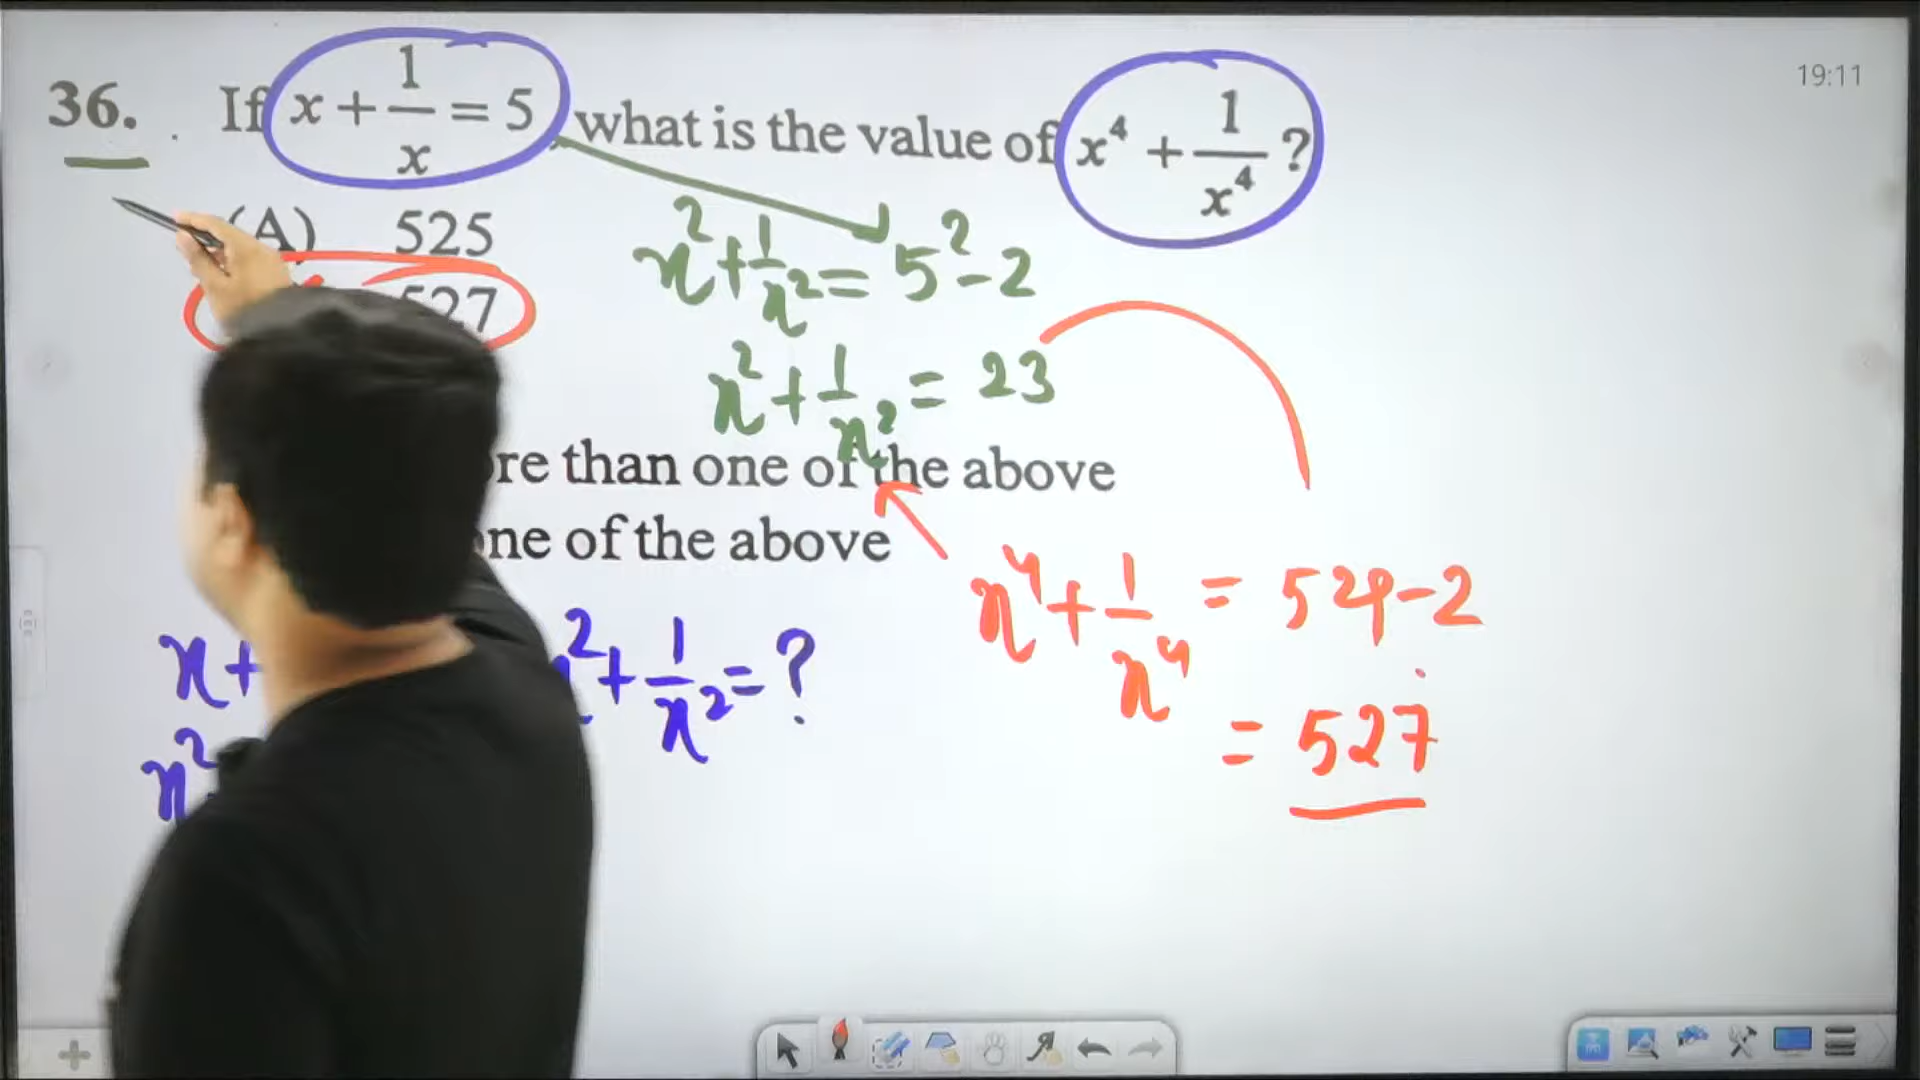 19:11
36. If x + 1/x = 5, what is the value of x⁴ + 1/x⁴ ?
(A) 525
527
x² + 1/x² = 5² - 2
x² + 1/x² = 23
re than one of the above
ne of the above
x⁴ + 1/x⁴ = 529 - 2
= 527
x +
² + 1/x² = ?
x²